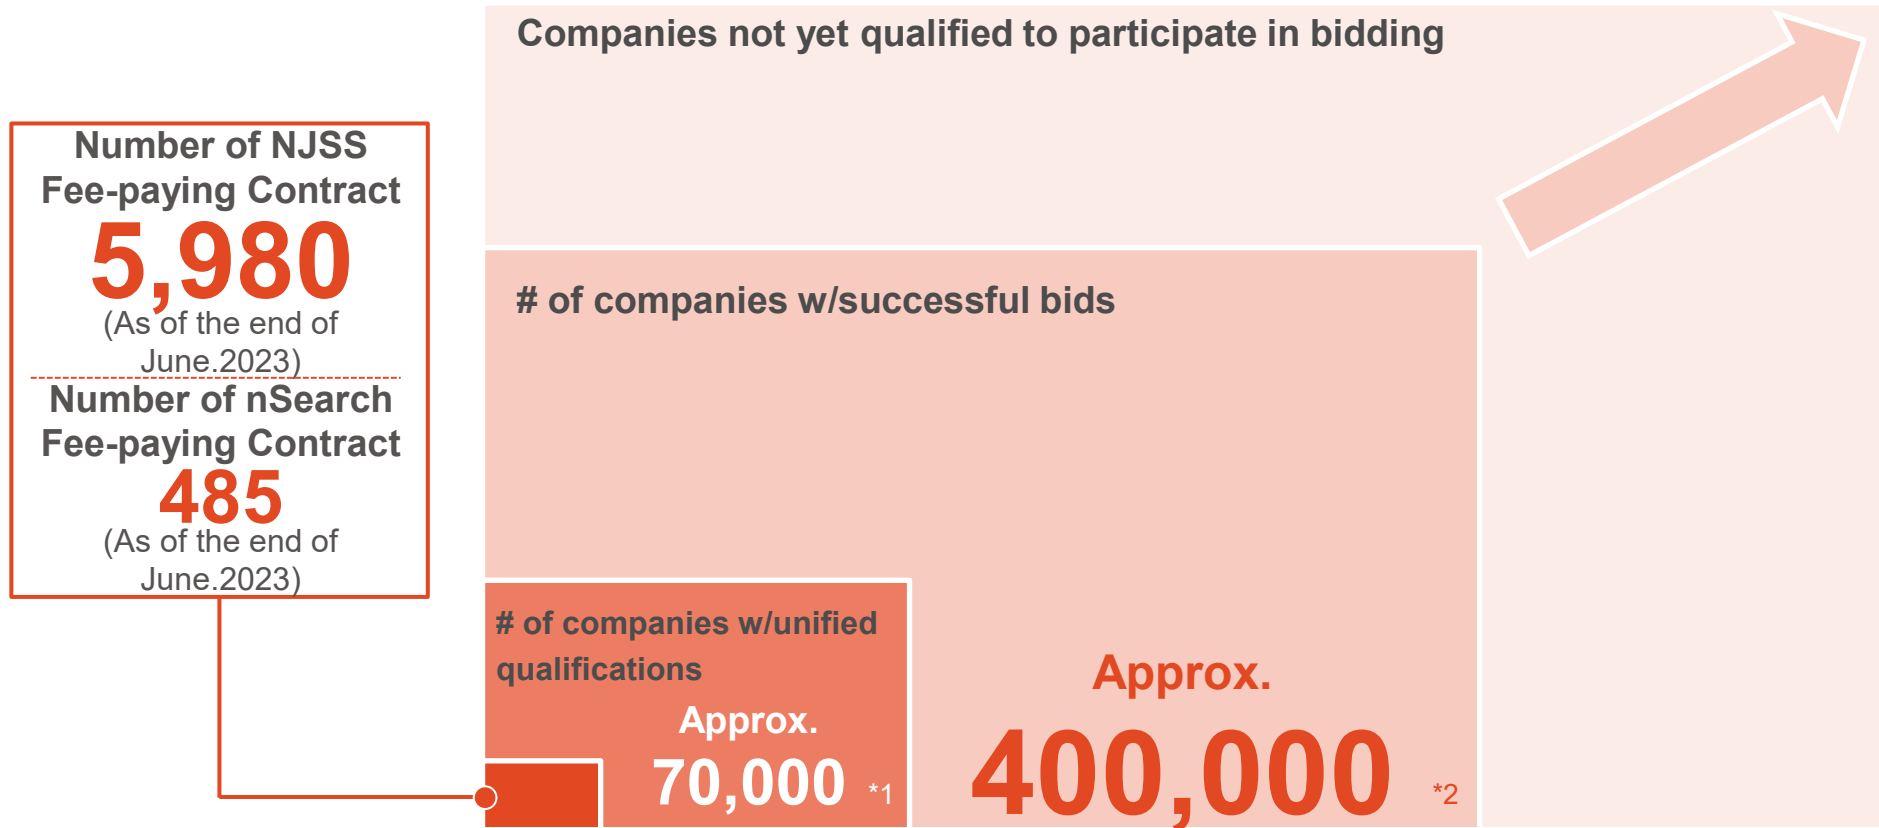 Companies not yet qualified to participate in bidding
Number of NJSS
Fee-paying Contract
5,980
(As of the end of
June.2023)
Number of nSearch
Fee-paying Contract
485
(As of the end of
June.2023)
# of companies w/successful bids
# of companies w/unified
qualifications
Approx.
70,000 *1
Approx.
400,000 *2